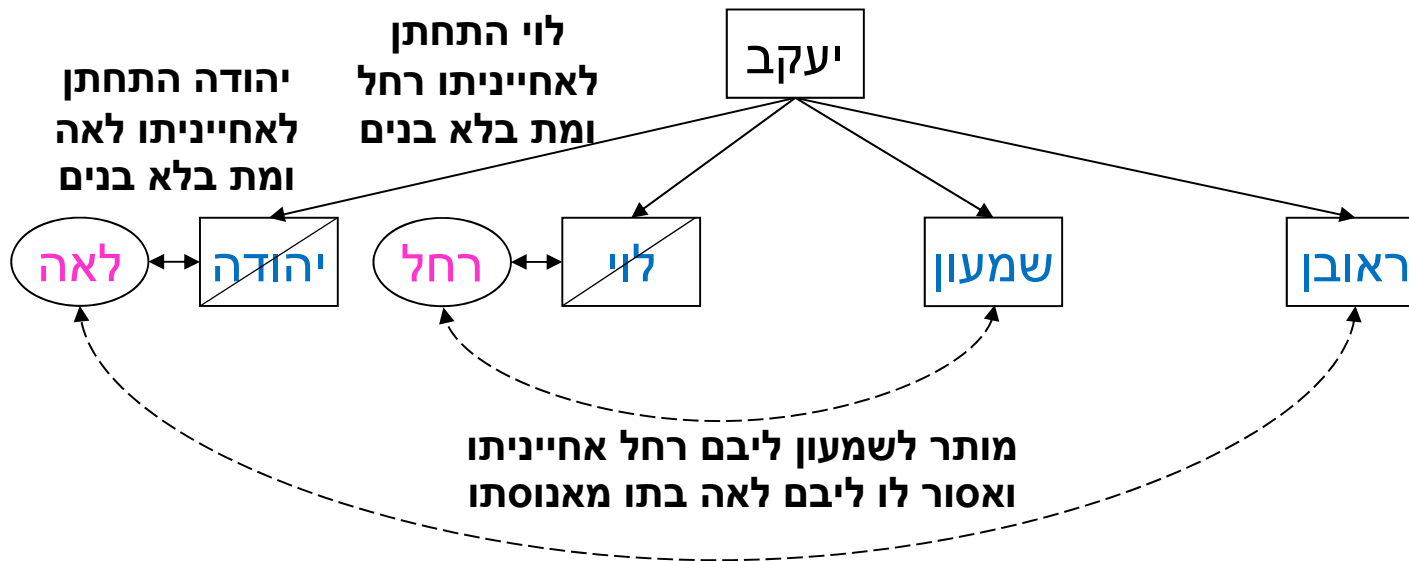 יעקב
לוי התחתן
לאחייניתו רחל
ומת בלא בנים
יהודה התחתן
לאחייניתו לאה
ומת בלא בנים
ראובן
שמעון
לוי
רחל
יהודה
לאה
מותר לשמעון ליבם רחל אחייניתו
ואסור לו ליבם לאה בתו מאנוסתו